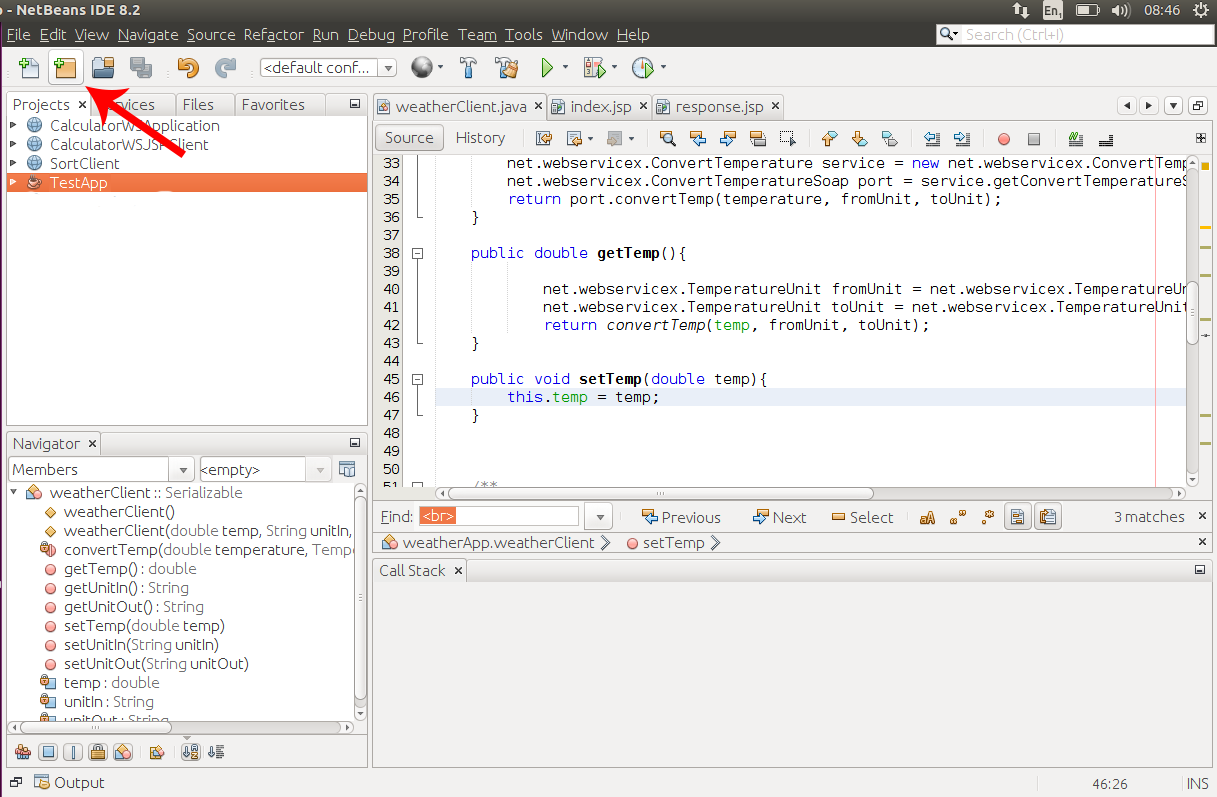 - NetBeans IDE 8.2
En1
08:46
File Edit View Navigate Source Refactor Run Debug Profile Team Tools Window Help
Search (Ctrl+I)
<default conf...
Projects
Files
Favorites
CalculatorWSApplication
SortClient
TestApp
weatherClient.java
index.jsp
response.jsp
Source
History
33 net.webservicex.ConvertTemperature service = new net.webservicex.ConvertTemp
34 net.webservicex.ConvertTemperatureSoap port = service.getConvertTemperatureS
35 return port.convertTemp(temperature, fromUnit, toUnit);
36 }
37
38 public double getTemp(){
39
40 net.webservicex.TemperatureUnit fromUnit = net.webservicex.TemperatureUn
41 net.webservicex.TemperatureUnit toUnit = net.webservicex.TemperatureUnit
42 return convertTemp(temp, fromUnit, toUnit);
43 }
44
45 public void setTemp(double temp){
46 this.temp = temp;
47 }
48
49
50
51 /**
Navigator
Members
<empty>
weatherClient :: Serializable
weatherClient()
weatherClient(double temp, String unitIn,
convertTemp(double temperature, Tempe
getTemp() : double
getUnitIn() : String
getUnitOut() : String
setTemp(double temp)
setUnitIn(String unitIn)
setUnitOut(String unitOut)
temp : double
unitIn : String
unitOut : String
Find: <br>
Previous
Next
Select
3 matches
weatherApp.weatherClient
setTemp
Call Stack
Output
46:26
INS